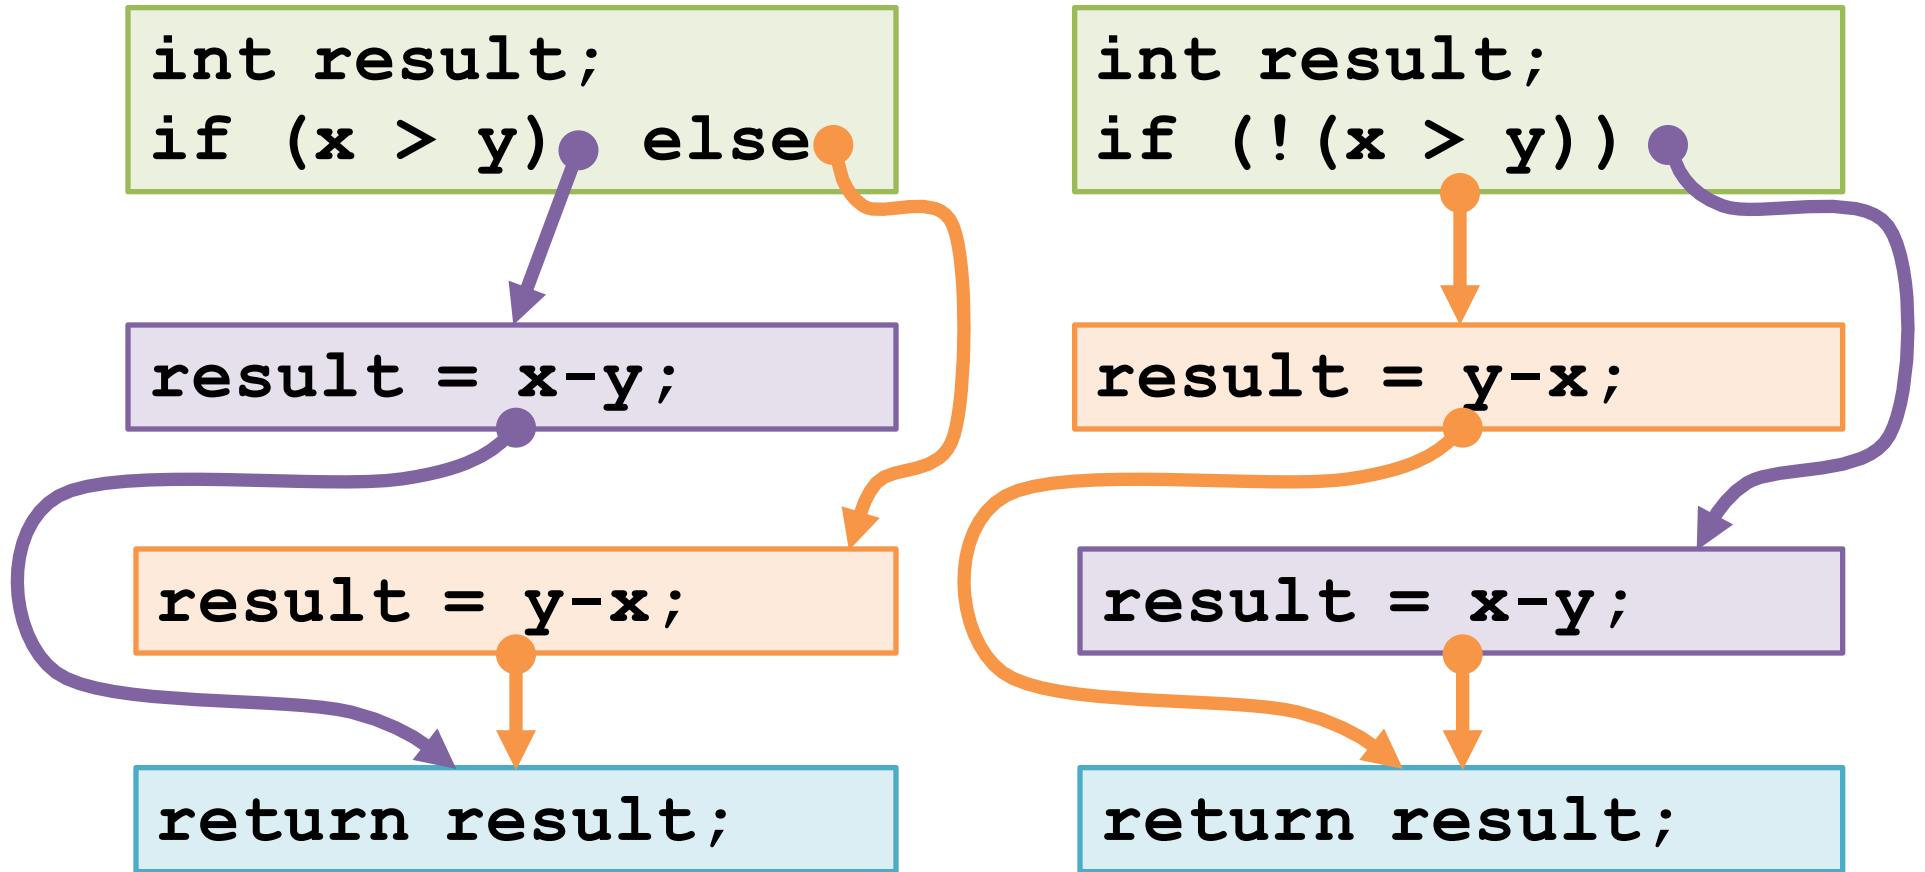 int result;
if (x > y) else
result = x-y;
result = y-x;
return result;
int result;
if (!(x > y))
result = y-x;
result = x-y;
return result;